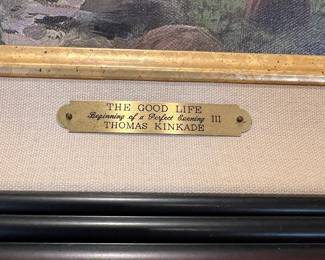 THE GOOD LIFE
Beginning of a Perfect Evening III
THOMAS KINKADE